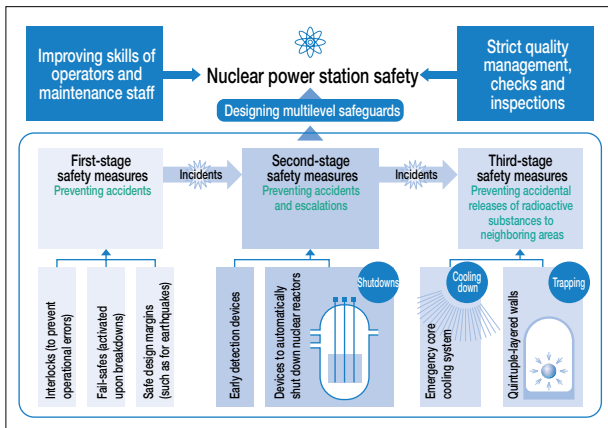 Improving skills of
operators and
maintenance staff
Nuclear power station safety
Strict quality
management,
checks and
inspections
Designing multilevel safeguards
First-stage
safety measures
Preventing accidents
Incidents
Second-stage
safety measures
Preventing accidents
and escalations
Incidents
Third-stage
safety measures
Preventing accidental
releases of radioactive
substances to
neighboring areas
Interlocks (to prevent
operational errors)
Fail-safes (activated
upon breakdowns)
Safe design margins
(such as for earthquakes)
Early detection devices
Devices to automatically
shut down nuclear reactors
Shutdowns
Emergency core
cooling system
Cooling
down
Quintuple-layered walls
Trapping